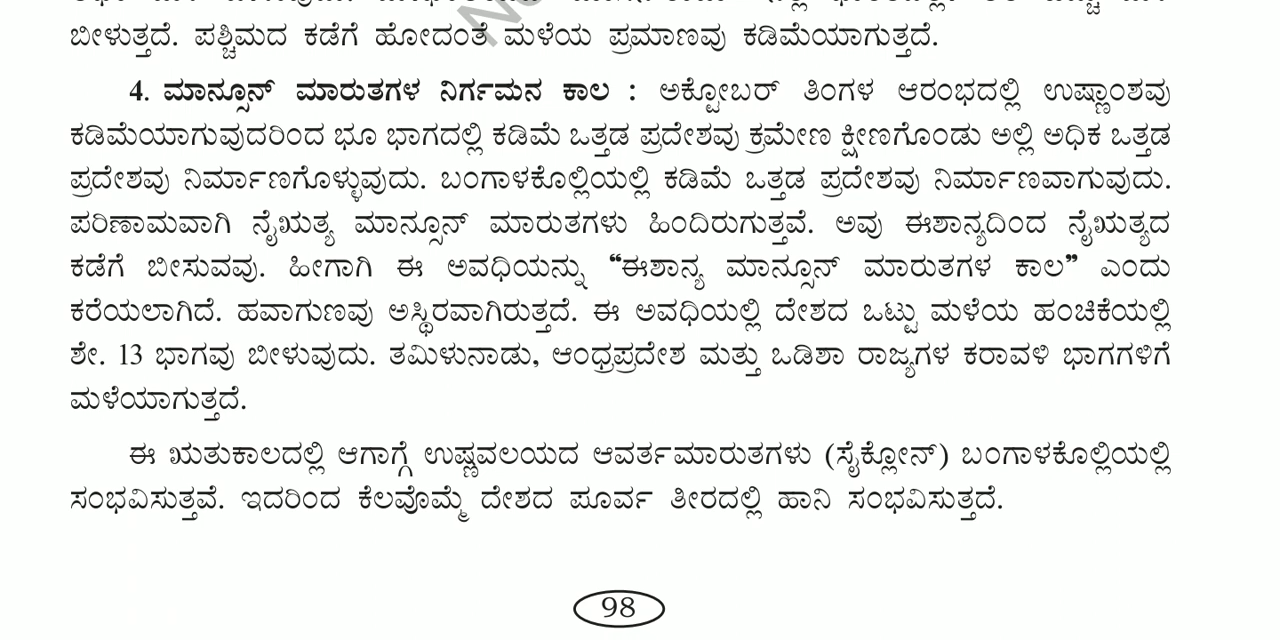 ಬೀಳುತ್ತದೆ. ಪಶ್ಚಿಮದ ಕಡೆಗೆ ಹೋದಂತೆ ಮಳೆಯ ಪ್ರಮಾಣವು ಕಡಿಮೆಯಾಗುತ್ತದೆ.
4. ಮಾನ್ಸೂನ್ ಮಾರುತಗಳ ನಿರ್ಗಮನ ಕಾಲ : ಅಕ್ಟೋಬರ್ ತಿಂಗಳ ಆರಂಭದಲ್ಲಿ ಉಷ್ಣಾಂಶವು
ಕಡಿಮೆಯಾಗುವುದರಿಂದ ಭೂ ಭಾಗದಲ್ಲಿ ಕಡಿಮೆ ಒತ್ತಡ ಪ್ರದೇಶವು ಕ್ರಮೇಣ ಕ್ಷೀಣಗೊಂಡು ಅಲ್ಲಿ ಅಧಿಕ ಒತ್ತಡ
ಪ್ರದೇಶವು ನಿರ್ಮಾಣಗೊಳ್ಳುವುದು. ಬಂಗಾಳಕೊಲ್ಲಿಯಲ್ಲಿ ಕಡಿಮೆ ಒತ್ತಡ ಪ್ರದೇಶವು ನಿರ್ಮಾಣವಾಗುವುದು.
ಪರಿಣಾಮವಾಗಿ ನೈಋತ್ಯ ಮಾನ್ಸೂನ್ ಮಾರುತಗಳು ಹಿಂದಿರುಗುತ್ತವೆ. ಅವು ಈಶಾನ್ಯದಿಂದ ನೈಋತ್ಯದ
ಕಡೆಗೆ ಬೀಸುವವು. ಹೀಗಾಗಿ ಈ ಅವಧಿಯನ್ನು “ಈಶಾನ್ಯ ಮಾನ್ಸೂನ್ ಮಾರುತಗಳ ಕಾಲ” ಎಂದು
ಕರೆಯಲಾಗಿದೆ. ಹವಾಗುಣವು ಅಸ್ಥಿರವಾಗಿರುತ್ತದೆ. ಈ ಅವಧಿಯಲ್ಲಿ ದೇಶದ ಒಟ್ಟು ಮಳೆಯ ಹಂಚಿಕೆಯಲ್ಲಿ
ಶೇ. 13 ಭಾಗವು ಬೀಳುವುದು. ತಮಿಳುನಾಡು, ಆಂಧ್ರಪ್ರದೇಶ ಮತ್ತು ಒಡಿಶಾ ರಾಜ್ಯಗಳ ಕರಾವಳಿ ಭಾಗಗಳಿಗೆ
ಮಳೆಯಾಗುತ್ತದೆ.
ಈ ಋತುಕಾಲದಲ್ಲಿ ಆಗಾಗ್ಗೆ ಉಷ್ಣವಲಯದ ಆವರ್ತಮಾರುತಗಳು (ಸೈಕ್ಲೋನ್) ಬಂಗಾಳಕೊಲ್ಲಿಯಲ್ಲಿ
ಸಂಭವಿಸುತ್ತವೆ. ಇದರಿಂದ ಕೆಲವೊಮ್ಮೆ ದೇಶದ ಪೂರ್ವ ತೀರದಲ್ಲಿ ಹಾನಿ ಸಂಭವಿಸುತ್ತದೆ.
98